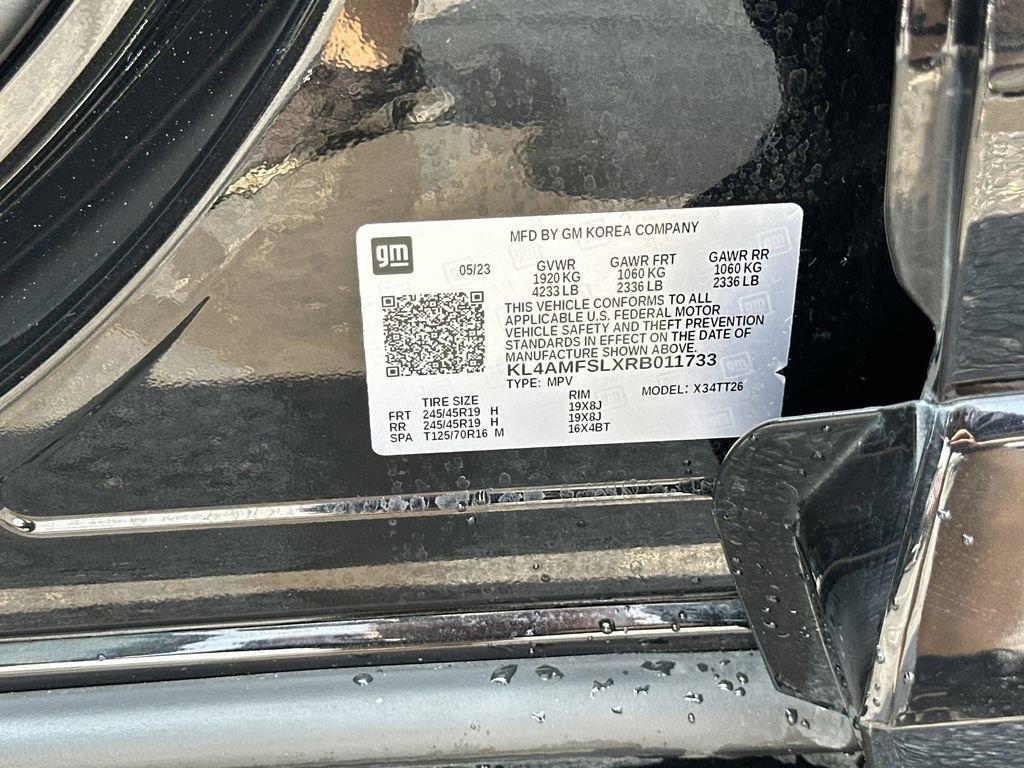 gm
MFD BY GM KOREA COMPANY
05/23 GVWR GAWR FRT GAWR RR
1920 KG 1060 KG 1060 KG
4233 LB 2336 LB 2336 LB
THIS VEHICLE CONFORMS TO ALL
APPLICABLE U.S. FEDERAL MOTOR
VEHICLE SAFETY AND THEFT PREVENTION
STANDARDS IN EFFECT ON THE DATE OF
MANUFACTURE SHOWN ABOVE.
KL4AMFSLXRB011733
TYPE: MPV MODEL: X34TT26
TIRE SIZE RIM
FRT 245/45R19 H 19X8J
RR 245/45R19 H 19X8J
SPA T125/70R16 M 16X4BT